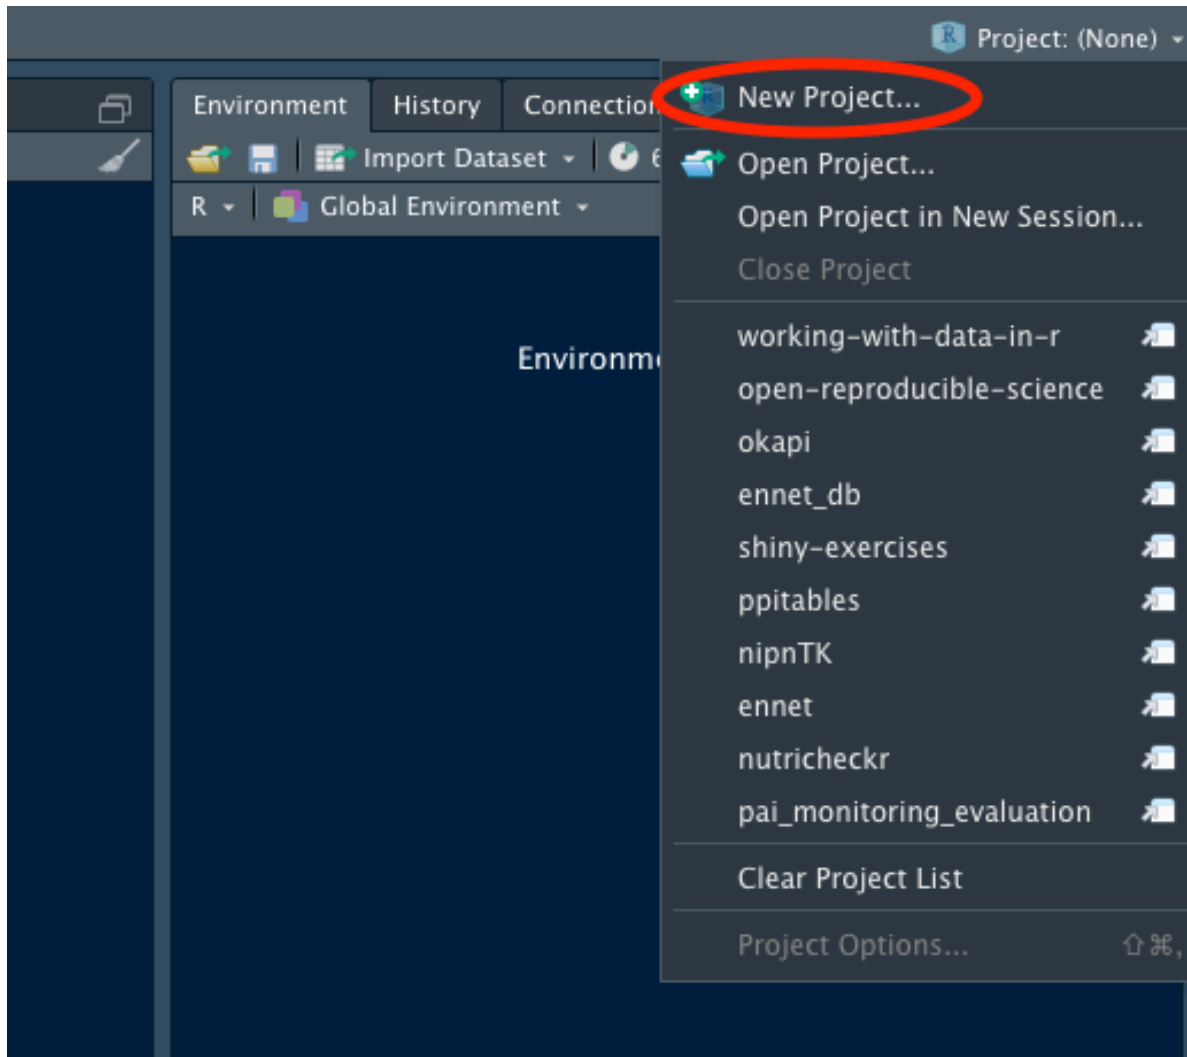 Project: (None)
Environment History Connection
New Project...
Import Dataset 6
Open Project...
R Global Environment
Open Project in New Session...
Close Project
working-with-data-in-r
Environm
open-reproducible-science
okapi
ennet_db
shiny-exercises
ppitables
nipnTK
ennet
nutricheckr
pai_monitoring_evaluation
Clear Project List
Project Options... ⇧⌘,